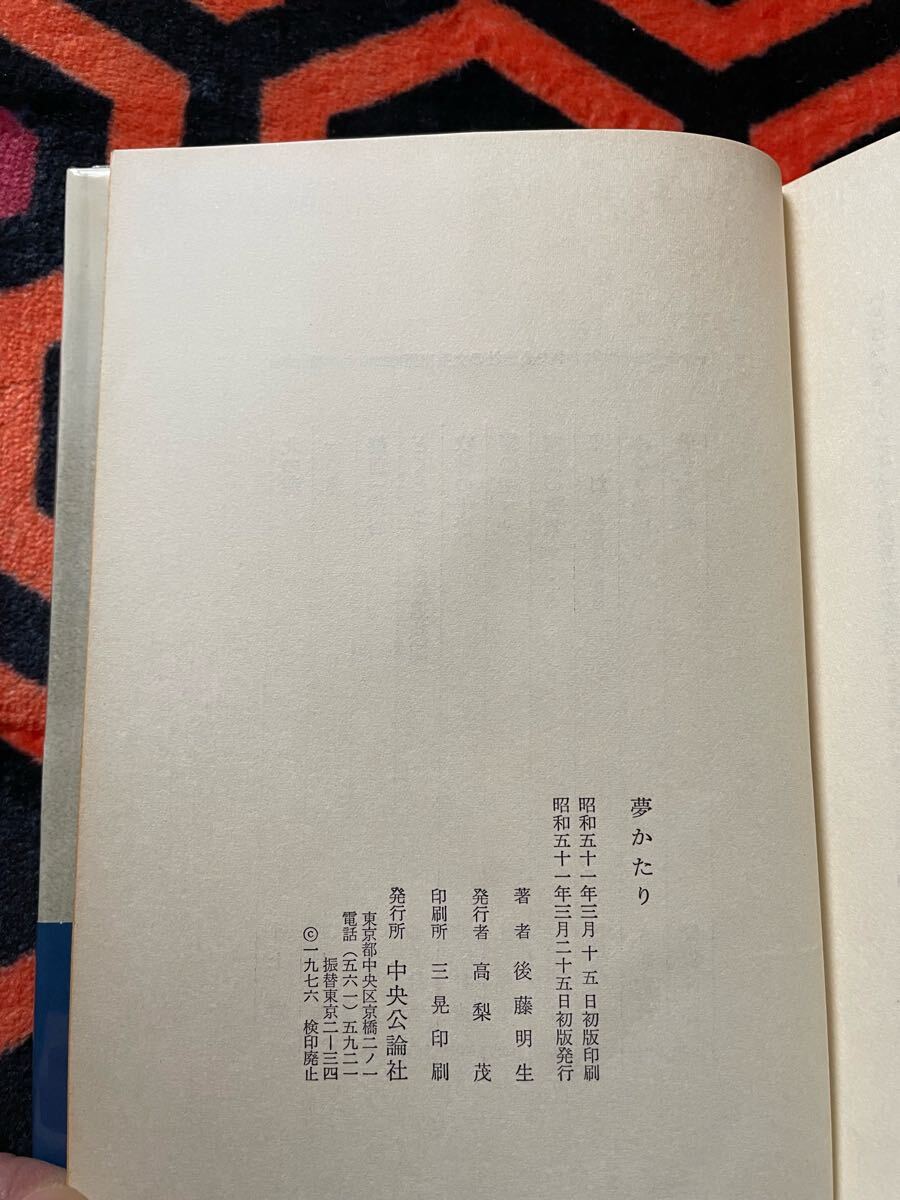 夢かたり
昭和五十一年三月十五日初版印刷
昭和五十一年三月二十五日初版発行
著者 後藤明生
発行者 高梨茂
印刷所 三晃印刷
発行所 中央公論社
東京都中央区京橋二ノ一
電話(五六一)五九二一
振替東京二―三四
©一九七六 検印廃止